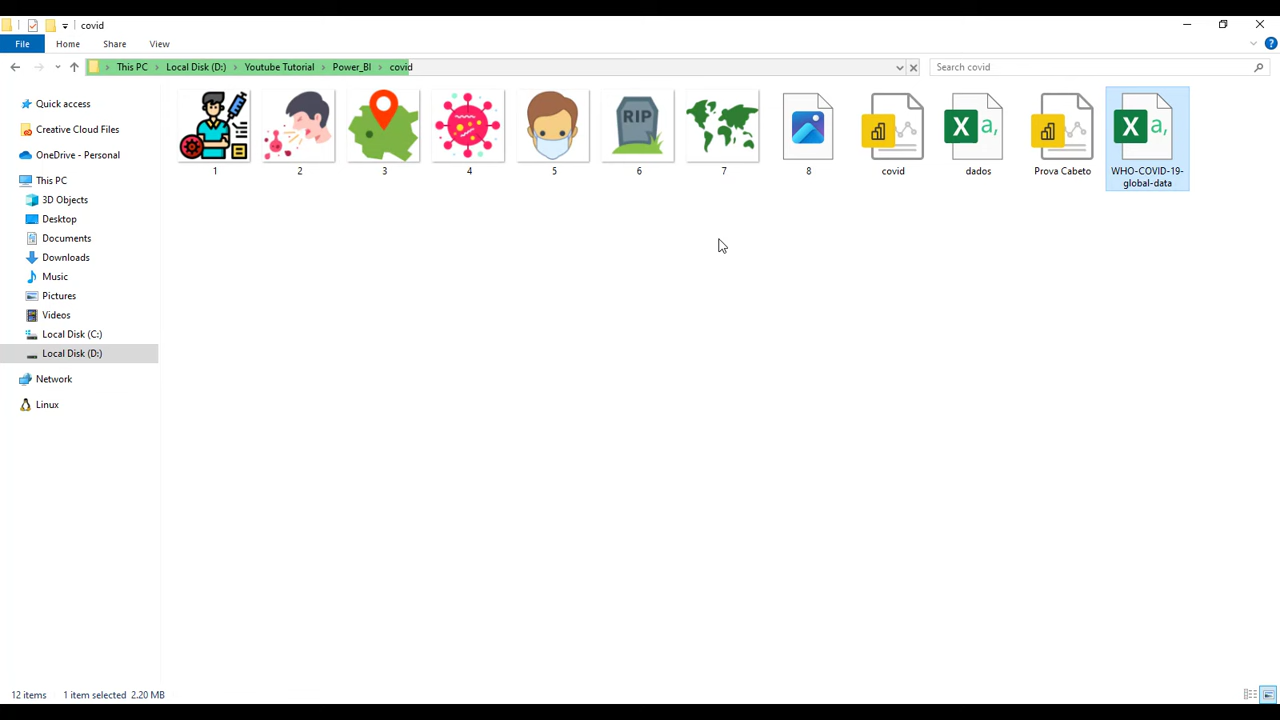 covid
File Home Share View
This PC Local Disk (D:) Youtube Tutorial Power_BI covid
Search covid
Quick access
Creative Cloud Files
OneDrive - Personal
This PC
3D Objects
Desktop
Documents
Downloads
Music
Pictures
Videos
Local Disk (C:)
Local Disk (D:)
Network
Linux
RIP
X a,
X a,
1 2 3 4 5 6 7 8 covid dados Prova Cabeto WHO-COVID-19-
global-data
12 items 1 item selected 2.20 MB